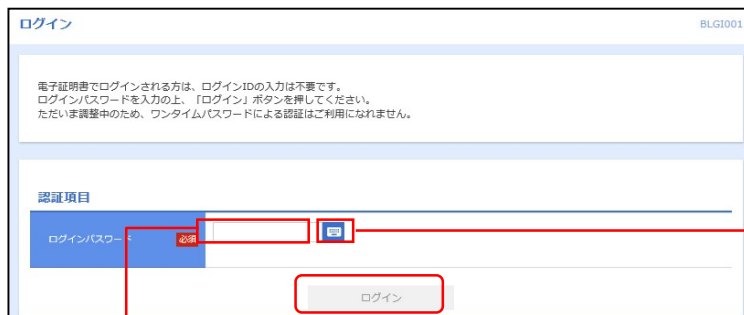 ログイン
BLGI001
電子証明書でログインされる方は、ログインIDの入力は不要です。
ログインパスワードを入力の上、「ログイン」ボタンを押してください。
ただいま調整中のため、ワンタイムパスワードによる認証はご利用になれません。
認証項目
ログインパスワード 必須
ログイン